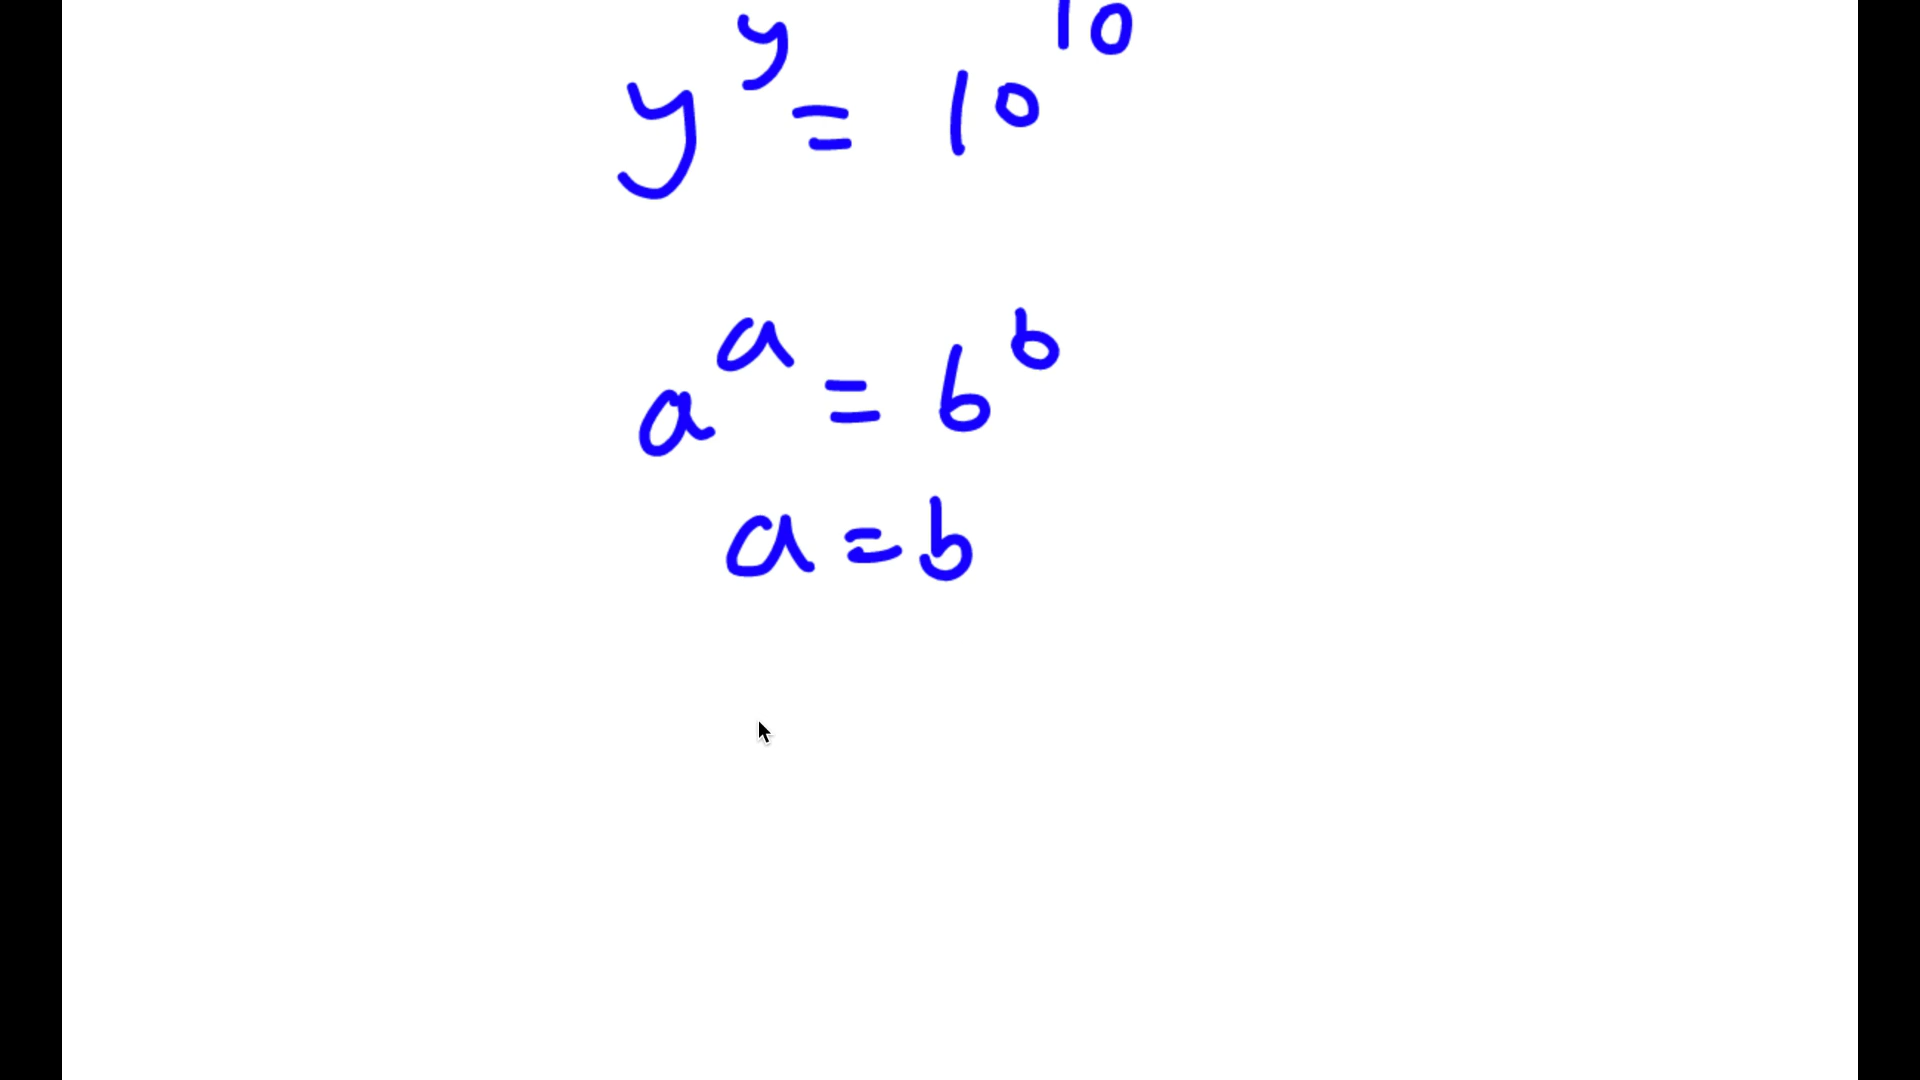 y^y = 10^10
a^a = b^b
a = b